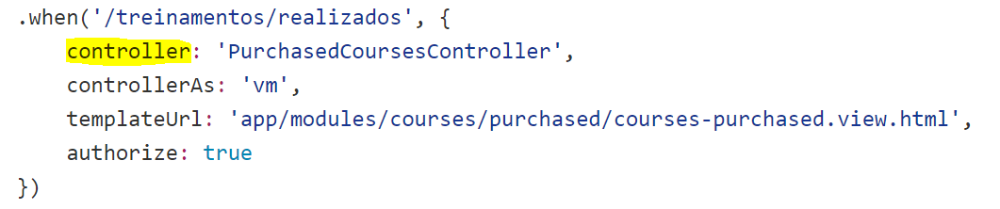 .when('/treinamentos/realizados', {
controller: 'PurchasedCoursesController',
controllerAs: 'vm',
templateUrl: 'app/modules/courses/purchased/courses-purchased.view.html',
authorize: true
})